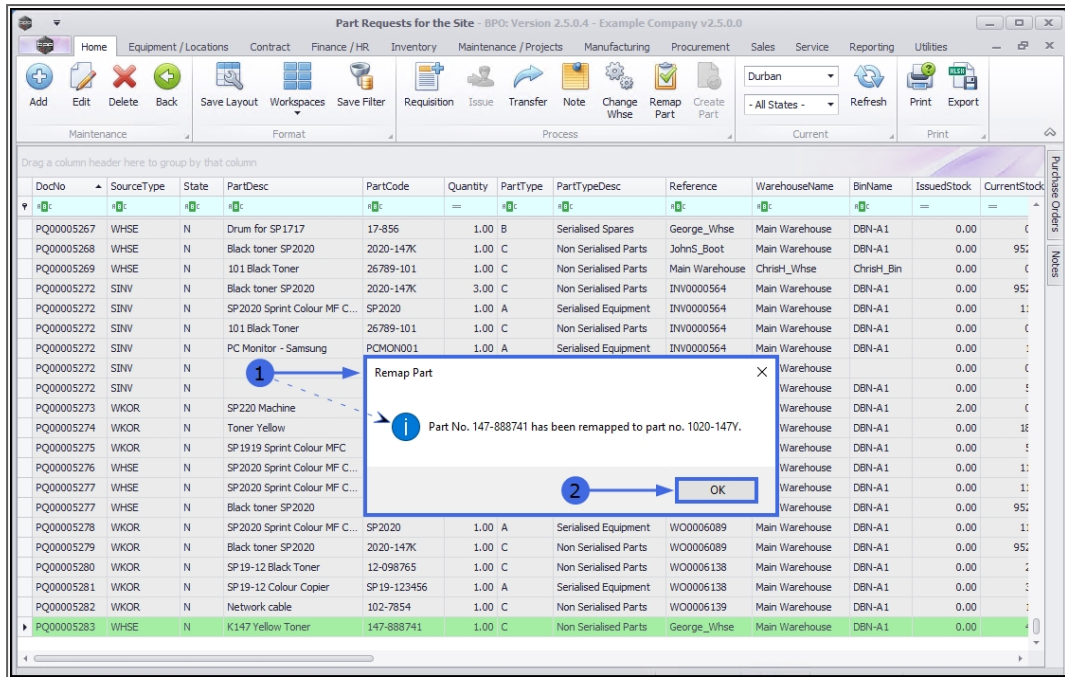 Part Requests for the Site - BPO: Version 2.5.0.4 - Example Company v2.5.0.0
Home Equipment / Locations Contract Finance / HR Inventory Maintenance / Projects Manufacturing Procurement Sales Service Reporting Utilities
Add Edit Delete Back Save Layout Workspaces Save Filter Requisition Issue Transfer Note Change Whse Remap Part Create Part Durban - All States - Refresh Print Export
Maintenance Format Process Current Print
Drag a column header here to group by that column
DocNo SourceType State PartDesc PartCode Quantity PartType PartTypeDesc Reference WarehouseName BinName IssuedStock CurrentStock
PQ00005267 WHSE N Drum for SP1717 17-856 1.00 B Serialised Spares George_Whse Main Warehouse DBN-A1 0.00
PQ00005268 WHSE N Black toner SP2020 2020-147K 1.00 C Non Serialised Parts JohnS_Boot Main Warehouse DBN-A1 0.00 952
PQ00005269 WHSE N 101 Black Toner 26789-101 1.00 C Non Serialised Parts Main Warehouse ChrisH_Whse ChrisH_Bin 0.00
PQ00005272 SINV N Black toner SP2020 2020-147K 3.00 C Non Serialised Parts INV0000564 Main Warehouse DBN-A1 0.00 952
PQ00005272 SINV N SP2020 Sprint Colour MF C... SP2020 1.00 A Serialised Equipment INV0000564 Main Warehouse DBN-A1 0.00
PQ00005272 SINV N 101 Black Toner 26789-101 1.00 C Non Serialised Parts INV0000564 Main Warehouse DBN-A1 0.00
PQ00005272 SINV N PC Monitor - Samsung PCMON001 1.00 A Serialised Equipment INV0000564 Main Warehouse DBN-A1 0.00
PQ00005272 SINV N Warehouse 0.00
PQ00005272 SINV N Warehouse DBN-A1 0.00
PQ00005273 WKOR N SP220 Machine Warehouse DBN-A1 2.00
PQ00005274 WKOR N Toner Yellow Warehouse DBN-A1 0.00 18
PQ00005275 WKOR N SP1919 Sprint Colour MFC Warehouse DBN-A1 0.00
PQ00005276 WHSE N SP2020 Sprint Colour MF C... Warehouse DBN-A1 0.00
PQ00005277 WHSE N SP2020 Sprint Colour MF C... Warehouse DBN-A1 0.00
PQ00005277 WHSE N Black toner SP2020 Warehouse DBN-A1 0.00 952
PQ00005278 WKOR N SP2020 Sprint Colour MF C... SP2020 1.00 A Serialised Equipment WO0006089 Main Warehouse DBN-A1 0.00
PQ00005279 WKOR N Black toner SP2020 2020-147K 1.00 C Non Serialised Parts WO0006089 Main Warehouse DBN-A1 0.00 952
PQ00005280 WKOR N SP19-12 Black Toner 12-098765 1.00 C Non Serialised Parts WO0006138 Main Warehouse DBN-A1 0.00
PQ00005281 WKOR N SP19-12 Colour Copier SP19-123456 1.00 A Serialised Equipment WO0006138 Main Warehouse DBN-A1 0.00
PQ00005282 WKOR N Network cable 102-7854 1.00 C Non Serialised Parts WO0006139 Main Warehouse DBN-A1 0.00
PQ00005283 WHSE N K147 Yellow Toner 147-888741 1.00 C Non Serialised Parts George_Whse Main Warehouse DBN-A1 0.00
1
Remap Part
Part No. 147-888741 has been remapped to part no. 1020-147Y.
2
OK
Purchase Orders
Notes